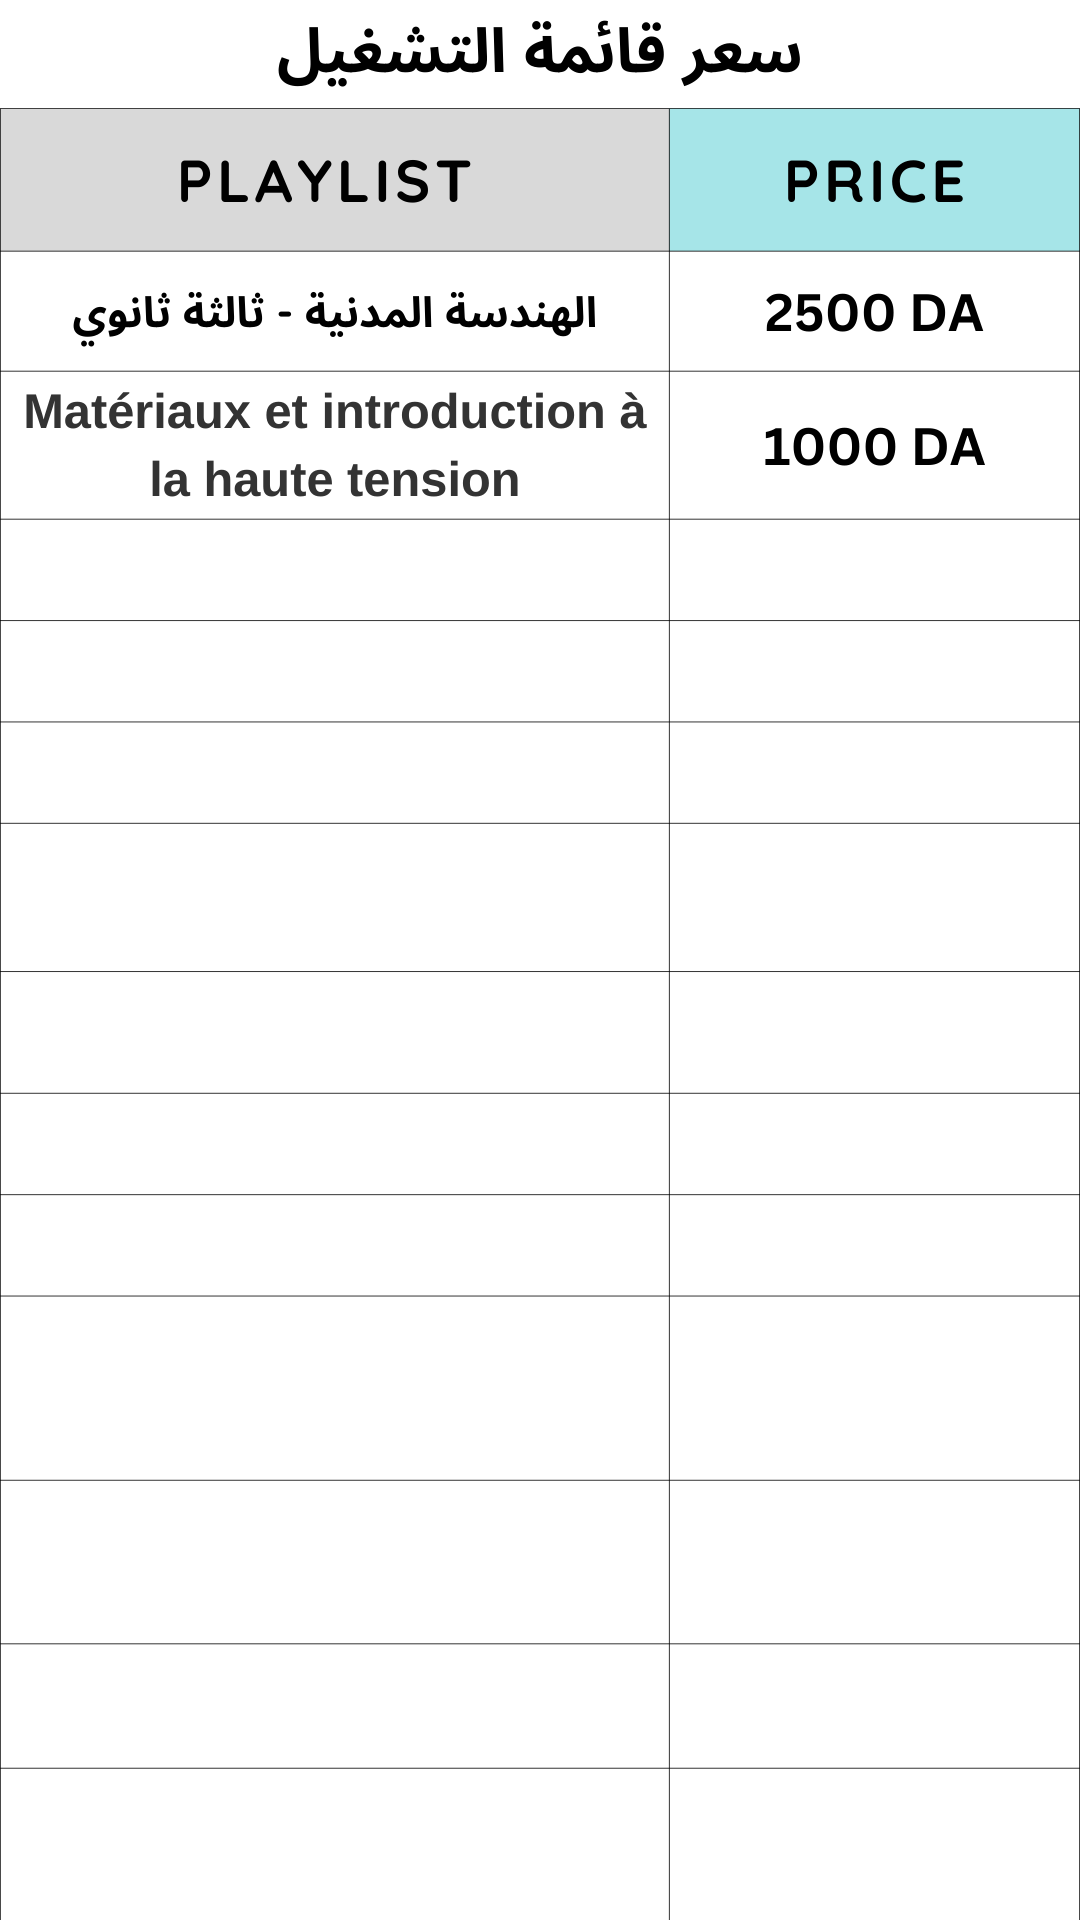 سعر قائمة التشغيل
PLAYLIST
PRICE
الهندسة المدنية - ثالثة ثانوي
2500 DA
Matériaux et introduction à
la haute tension
1000 DA